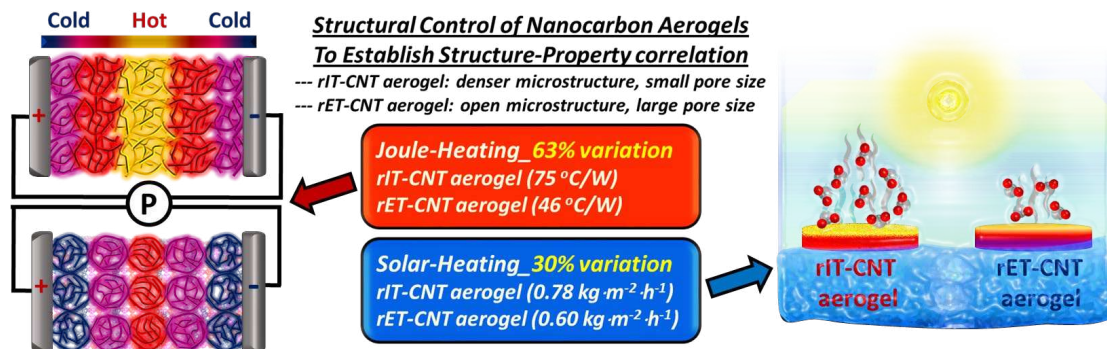 Cold Hot Cold
+ -
P
+ -
Structural Control of Nanocarbon Aerogels
To Establish Structure-Property correlation
--- rIT-CNT aerogel: denser microstructure, small pore size
--- rET-CNT aerogel: open microstructure, large pore size
Joule-Heating_63% variation
rIT-CNT aerogel (75 °C/W)
rET-CNT aerogel (46 °C/W)
Solar-Heating_30% variation
rIT-CNT aerogel (0.78 kg·m⁻²·h⁻¹)
rET-CNT aerogel (0.60 kg·m⁻²·h⁻¹)
rIT-CNT
aerogel
rET-CNT
aerogel